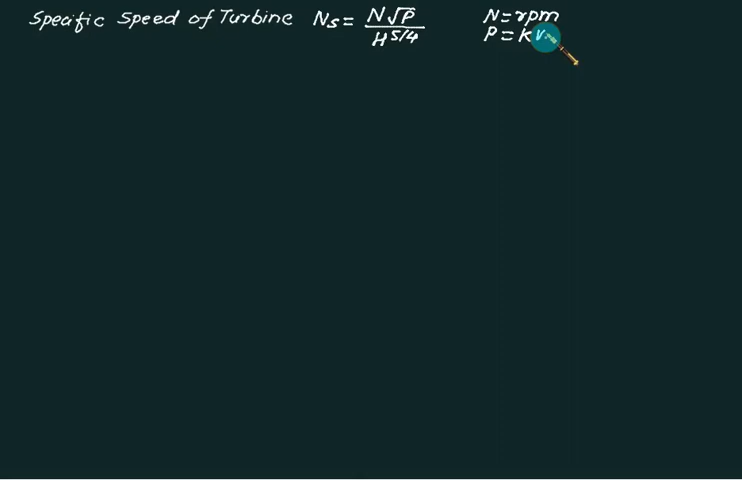 Specific Speed of Turbine Ns = N√P / H^5/4 N = rpm
P = K